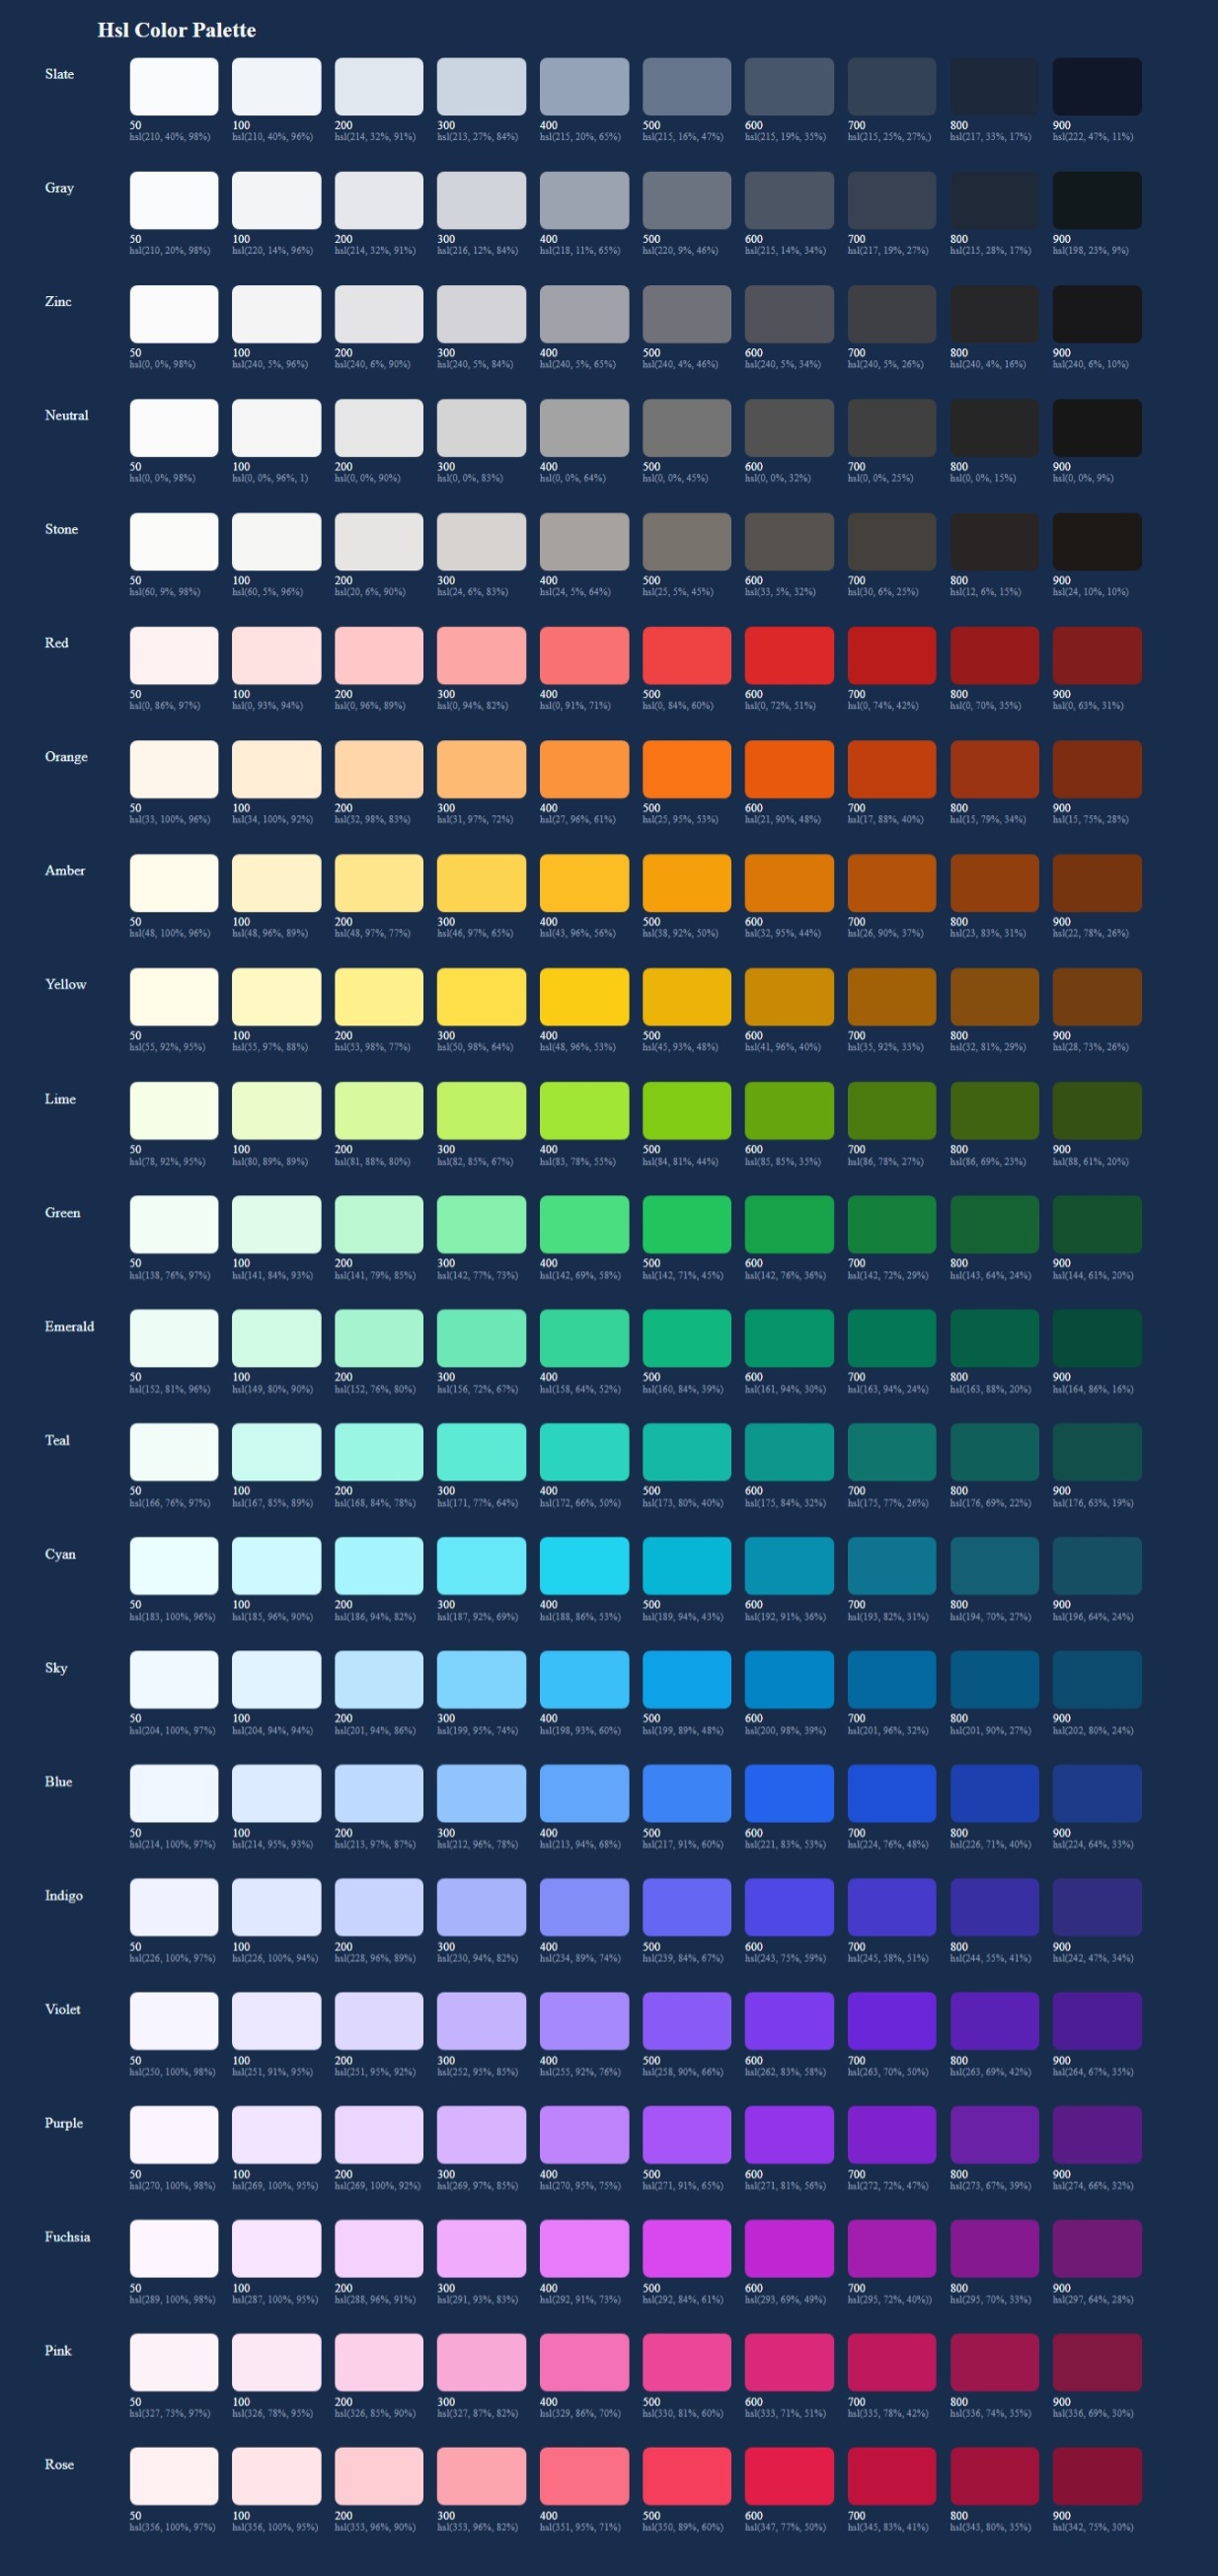 Hsl Color Palette
Slate
50 100 200 300 400 500 600 700 800 900
hsl(210, 40%, 98%) hsl(210, 40%, 96%) hsl(214, 32%, 91%) hsl(213, 27%, 84%) hsl(215, 20%, 65%) hsl(215, 16%, 47%) hsl(215, 19%, 35%) hsl(215, 25%, 27%,) hsl(217, 33%, 17%) hsl(222, 47%, 11%)
Gray
50 100 200 300 400 500 600 700 800 900
hsl(210, 20%, 98%) hsl(220, 14%, 96%) hsl(214, 32%, 91%) hsl(216, 12%, 84%) hsl(218, 11%, 65%) hsl(220, 9%, 46%) hsl(215, 14%, 34%) hsl(217, 19%, 27%) hsl(215, 28%, 17%) hsl(198, 23%, 9%)
Zinc
50 100 200 300 400 500 600 700 800 900
hsl(0, 0%, 98%) hsl(240, 5%, 96%) hsl(240, 6%, 90%) hsl(240, 5%, 84%) hsl(240, 5%, 65%) hsl(240, 4%, 46%) hsl(240, 5%, 34%) hsl(240, 5%, 26%) hsl(240, 4%, 16%) hsl(240, 6%, 10%)
Neutral
50 100 200 300 400 500 600 700 800 900
hsl(0, 0%, 98%) hsl(0, 0%, 96%, 1) hsl(0, 0%, 90%) hsl(0, 0%, 83%) hsl(0, 0%, 64%) hsl(0, 0%, 45%) hsl(0, 0%, 32%) hsl(0, 0%, 25%) hsl(0, 0%, 15%) hsl(0, 0%, 9%)
Stone
50 100 200 300 400 500 600 700 800 900
hsl(60, 9%, 98%) hsl(60, 5%, 96%) hsl(20, 6%, 90%) hsl(24, 6%, 83%) hsl(24, 5%, 64%) hsl(25, 5%, 45%) hsl(33, 5%, 32%) hsl(30, 6%, 25%) hsl(12, 6%, 15%) hsl(24, 10%, 10%)
Red
50 100 200 300 400 500 600 700 800 900
hsl(0, 86%, 97%) hsl(0, 93%, 94%) hsl(0, 96%, 89%) hsl(0, 94%, 82%) hsl(0, 91%, 71%) hsl(0, 84%, 60%) hsl(0, 72%, 51%) hsl(0, 74%, 42%) hsl(0, 70%, 35%) hsl(0, 63%, 31%)
Orange
50 100 200 300 400 500 600 700 800 900
hsl(33, 100%, 96%) hsl(34, 100%, 92%) hsl(32, 98%, 83%) hsl(31, 97%, 72%) hsl(27, 96%, 61%) hsl(25, 95%, 53%) hsl(21, 90%, 48%) hsl(17, 88%, 40%) hsl(15, 79%, 34%) hsl(15, 75%, 28%)
Amber
50 100 200 300 400 500 600 700 800 900
hsl(48, 100%, 96%) hsl(48, 96%, 89%) hsl(48, 97%, 77%) hsl(46, 97%, 65%) hsl(43, 96%, 56%) hsl(38, 92%, 50%) hsl(32, 95%, 44%) hsl(26, 90%, 37%) hsl(23, 83%, 31%) hsl(22, 78%, 26%)
Yellow
50 100 200 300 400 500 600 700 800 900
hsl(55, 92%, 95%) hsl(55, 97%, 88%) hsl(53, 98%, 77%) hsl(50, 98%, 64%) hsl(48, 96%, 53%) hsl(45, 93%, 48%) hsl(41, 96%, 40%) hsl(35, 92%, 33%) hsl(32, 81%, 29%) hsl(28, 73%, 26%)
Lime
50 100 200 300 400 500 600 700 800 900
hsl(78, 92%, 95%) hsl(80, 89%, 89%) hsl(81, 88%, 80%) hsl(82, 85%, 67%) hsl(83, 78%, 55%) hsl(84, 81%, 44%) hsl(85, 85%, 35%) hsl(86, 78%, 27%) hsl(86, 69%, 23%) hsl(88, 61%, 20%)
Green
50 100 200 300 400 500 600 700 800 900
hsl(138, 76%, 97%) hsl(141, 84%, 93%) hsl(141, 79%, 85%) hsl(142, 77%, 73%) hsl(142, 69%, 58%) hsl(142, 71%, 45%) hsl(142, 76%, 36%) hsl(142, 72%, 29%) hsl(143, 64%, 24%) hsl(144, 61%, 20%)
Emerald
50 100 200 300 400 500 600 700 800 900
hsl(152, 81%, 96%) hsl(149, 80%, 90%) hsl(152, 76%, 80%) hsl(156, 72%, 67%) hsl(158, 64%, 52%) hsl(160, 84%, 39%) hsl(161, 94%, 30%) hsl(163, 94%, 24%) hsl(163, 88%, 20%) hsl(164, 86%, 16%)
Teal
50 100 200 300 400 500 600 700 800 900
hsl(166, 76%, 97%) hsl(167, 85%, 89%) hsl(168, 84%, 78%) hsl(171, 77%, 64%) hsl(172, 66%, 50%) hsl(173, 80%, 40%) hsl(175, 84%, 32%) hsl(175, 77%, 26%) hsl(176, 69%, 22%) hsl(176, 63%, 19%)
Cyan
50 100 200 300 400 500 600 700 800 900
hsl(183, 100%, 96%) hsl(185, 96%, 90%) hsl(186, 94%, 82%) hsl(187, 92%, 69%) hsl(188, 86%, 53%) hsl(189, 94%, 43%) hsl(192, 91%, 36%) hsl(193, 82%, 31%) hsl(194, 70%, 27%) hsl(196, 64%, 24%)
Sky
50 100 200 300 400 500 600 700 800 900
hsl(204, 100%, 97%) hsl(204, 94%, 94%) hsl(201, 94%, 86%) hsl(199, 95%, 74%) hsl(198, 93%, 60%) hsl(199, 89%, 48%) hsl(200, 98%, 39%) hsl(201, 96%, 32%) hsl(201, 90%, 27%) hsl(202, 80%, 24%)
Blue
50 100 200 300 400 500 600 700 800 900
hsl(214, 100%, 97%) hsl(214, 95%, 93%) hsl(213, 97%, 87%) hsl(212, 96%, 78%) hsl(213, 94%, 68%) hsl(217, 91%, 60%) hsl(221, 83%, 53%) hsl(224, 76%, 48%) hsl(226, 71%, 40%) hsl(224, 64%, 33%)
Indigo
50 100 200 300 400 500 600 700 800 900
hsl(226, 100%, 97%) hsl(226, 100%, 94%) hsl(228, 96%, 89%) hsl(230, 94%, 82%) hsl(234, 89%, 74%) hsl(239, 84%, 67%) hsl(243, 75%, 59%) hsl(245, 58%, 51%) hsl(244, 55%, 41%) hsl(242, 47%, 34%)
Violet
50 100 200 300 400 500 600 700 800 900
hsl(250, 100%, 98%) hsl(251, 91%, 95%) hsl(251, 95%, 92%) hsl(252, 95%, 85%) hsl(255, 92%, 76%) hsl(258, 90%, 66%) hsl(262, 83%, 58%) hsl(263, 70%, 50%) hsl(263, 69%, 42%) hsl(264, 67%, 35%)
Purple
50 100 200 300 400 500 600 700 800 900
hsl(270, 100%, 98%) hsl(269, 100%, 95%) hsl(269, 100%, 92%) hsl(269, 97%, 85%) hsl(270, 95%, 75%) hsl(271, 91%, 65%) hsl(271, 81%, 56%) hsl(272, 72%, 47%) hsl(273, 67%, 39%) hsl(274, 66%, 32%)
Fuchsia
50 100 200 300 400 500 600 700 800 900
hsl(289, 100%, 98%) hsl(287, 100%, 95%) hsl(288, 96%, 91%) hsl(291, 93%, 83%) hsl(292, 91%, 73%) hsl(292, 84%, 61%) hsl(293, 69%, 49%) hsl(295, 72%, 40%)) hsl(295, 70%, 33%) hsl(297, 64%, 28%)
Pink
50 100 200 300 400 500 600 700 800 900
hsl(327, 73%, 97%) hsl(326, 78%, 95%) hsl(326, 85%, 90%) hsl(327, 87%, 82%) hsl(329, 86%, 70%) hsl(330, 81%, 60%) hsl(333, 71%, 51%) hsl(335, 78%, 42%) hsl(336, 74%, 35%) hsl(336, 69%, 30%)
Rose
50 100 200 300 400 500 600 700 800 900
hsl(356, 100%, 97%) hsl(356, 100%, 95%) hsl(353, 96%, 90%) hsl(353, 96%, 82%) hsl(351, 95%, 71%) hsl(350, 89%, 60%) hsl(347, 77%, 50%) hsl(345, 83%, 41%) hsl(343, 80%, 35%) hsl(342, 75%, 30%)